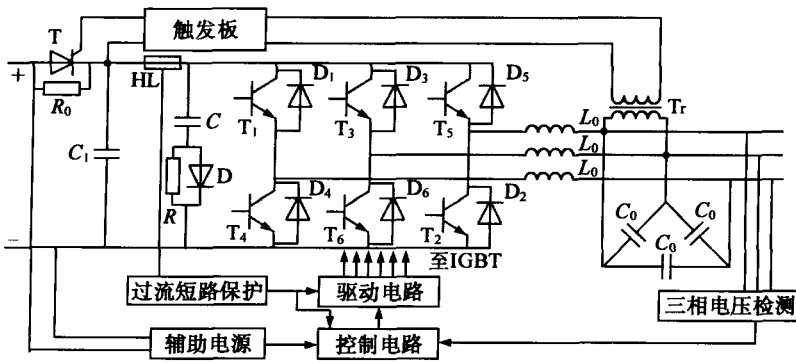 T
触发板
+
HL
R₀
C₁
C
R
D
D₁
D₃
D₅
T₁
T₃
T₅
D₄
D₆
D₂
T₄
T₆
T₂
L₀
L₀
L₀
Tr
C₀
C₀
C₀
−
至IGBT
过流短路保护
驱动电路
三相电压检测
辅助电源
控制电路